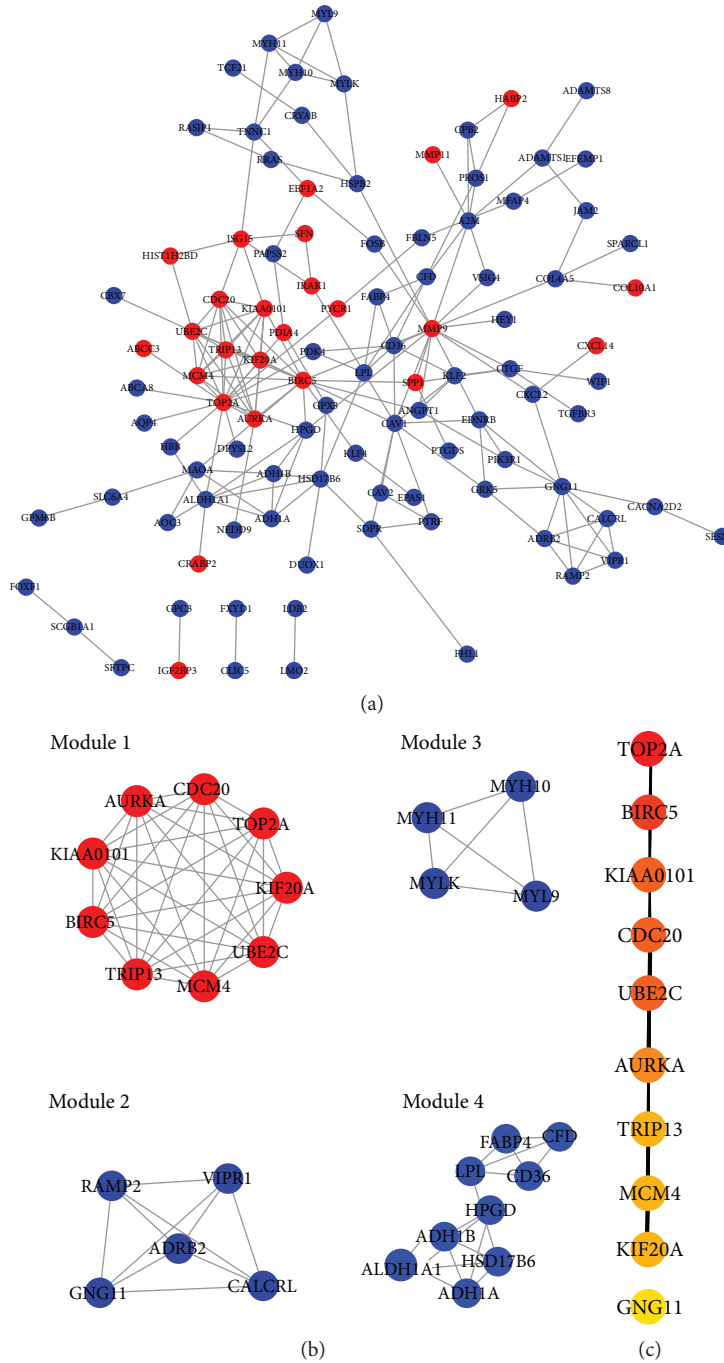 MYL9
MYH11
TCF21
MYH10
MYLK
ADAMTS8
HABP2
CRYAB
RASIP1
TNNC1
CPB2
MMP11
ADAMTS1
EFEMP1
RRAS
HSPB2
PROS1
EEF1A2
MFAP4
JAM2
A2M
ISG15
SFN
FBLN5
FOSB
SPARCL1
HIST1H2BD
PAPSS2
CFD
VSIG4
COL4A5
COL10A1
IRAK1
CBX7
CDC20
FABP4
KIAA0101
PYCR1
HEY1
UBE2C
PDIA4
MMP9
ABCC3
TRIP13
PDK4
CD36
CXCL14
KIF20A
LPL
CTGF
MCM4
BIRC5
SPP1
KLF2
WIF1
ABCA8
TOP2A
GPX3
ANGPT1
CXCL2
TGFBR3
AQP4
AURKA
HPGD
CAV1
EDNRB
HBB
DPYSL2
KLF4
PTGDS
PIK3R1
MAOA
ADH1B
HSD17B6
GRK5
GNG11
SLC6A4
ALDH1A1
CAV2
EPAS1
CACNA2D2
GPM6B
AOC3
NEDD9
ADH1A
SDPR
PTRF
CALCRL
ADRB2
CRABP2
DUOX1
VIPR1
RAMP2
FOXF1
SCGB1A1
GPC3
FXYD1
LDB2
SFTPC
IGF2BP3
CLIC5
LMO2
FHL1
(a)
Module 1
CDC20
AURKA
TOP2A
KIAA0101
KIF20A
BIRC5
UBE2C
TRIP13
MCM4
Module 3
MYH10
MYH11
MYLK
MYL9
Module 2
RAMP2
VIPR1
ADRB2
GNG11
CALCRL
Module 4
FABP4
CFD
LPL
CD36
HPGD
ADH1B
HSD17B6
ALDH1A1
ADH1A
(b)
TOP2A
BIRC5
KIAA0101
CDC20
UBE2C
AURKA
TRIP13
MCM4
KIF20A
GNG11
(c)